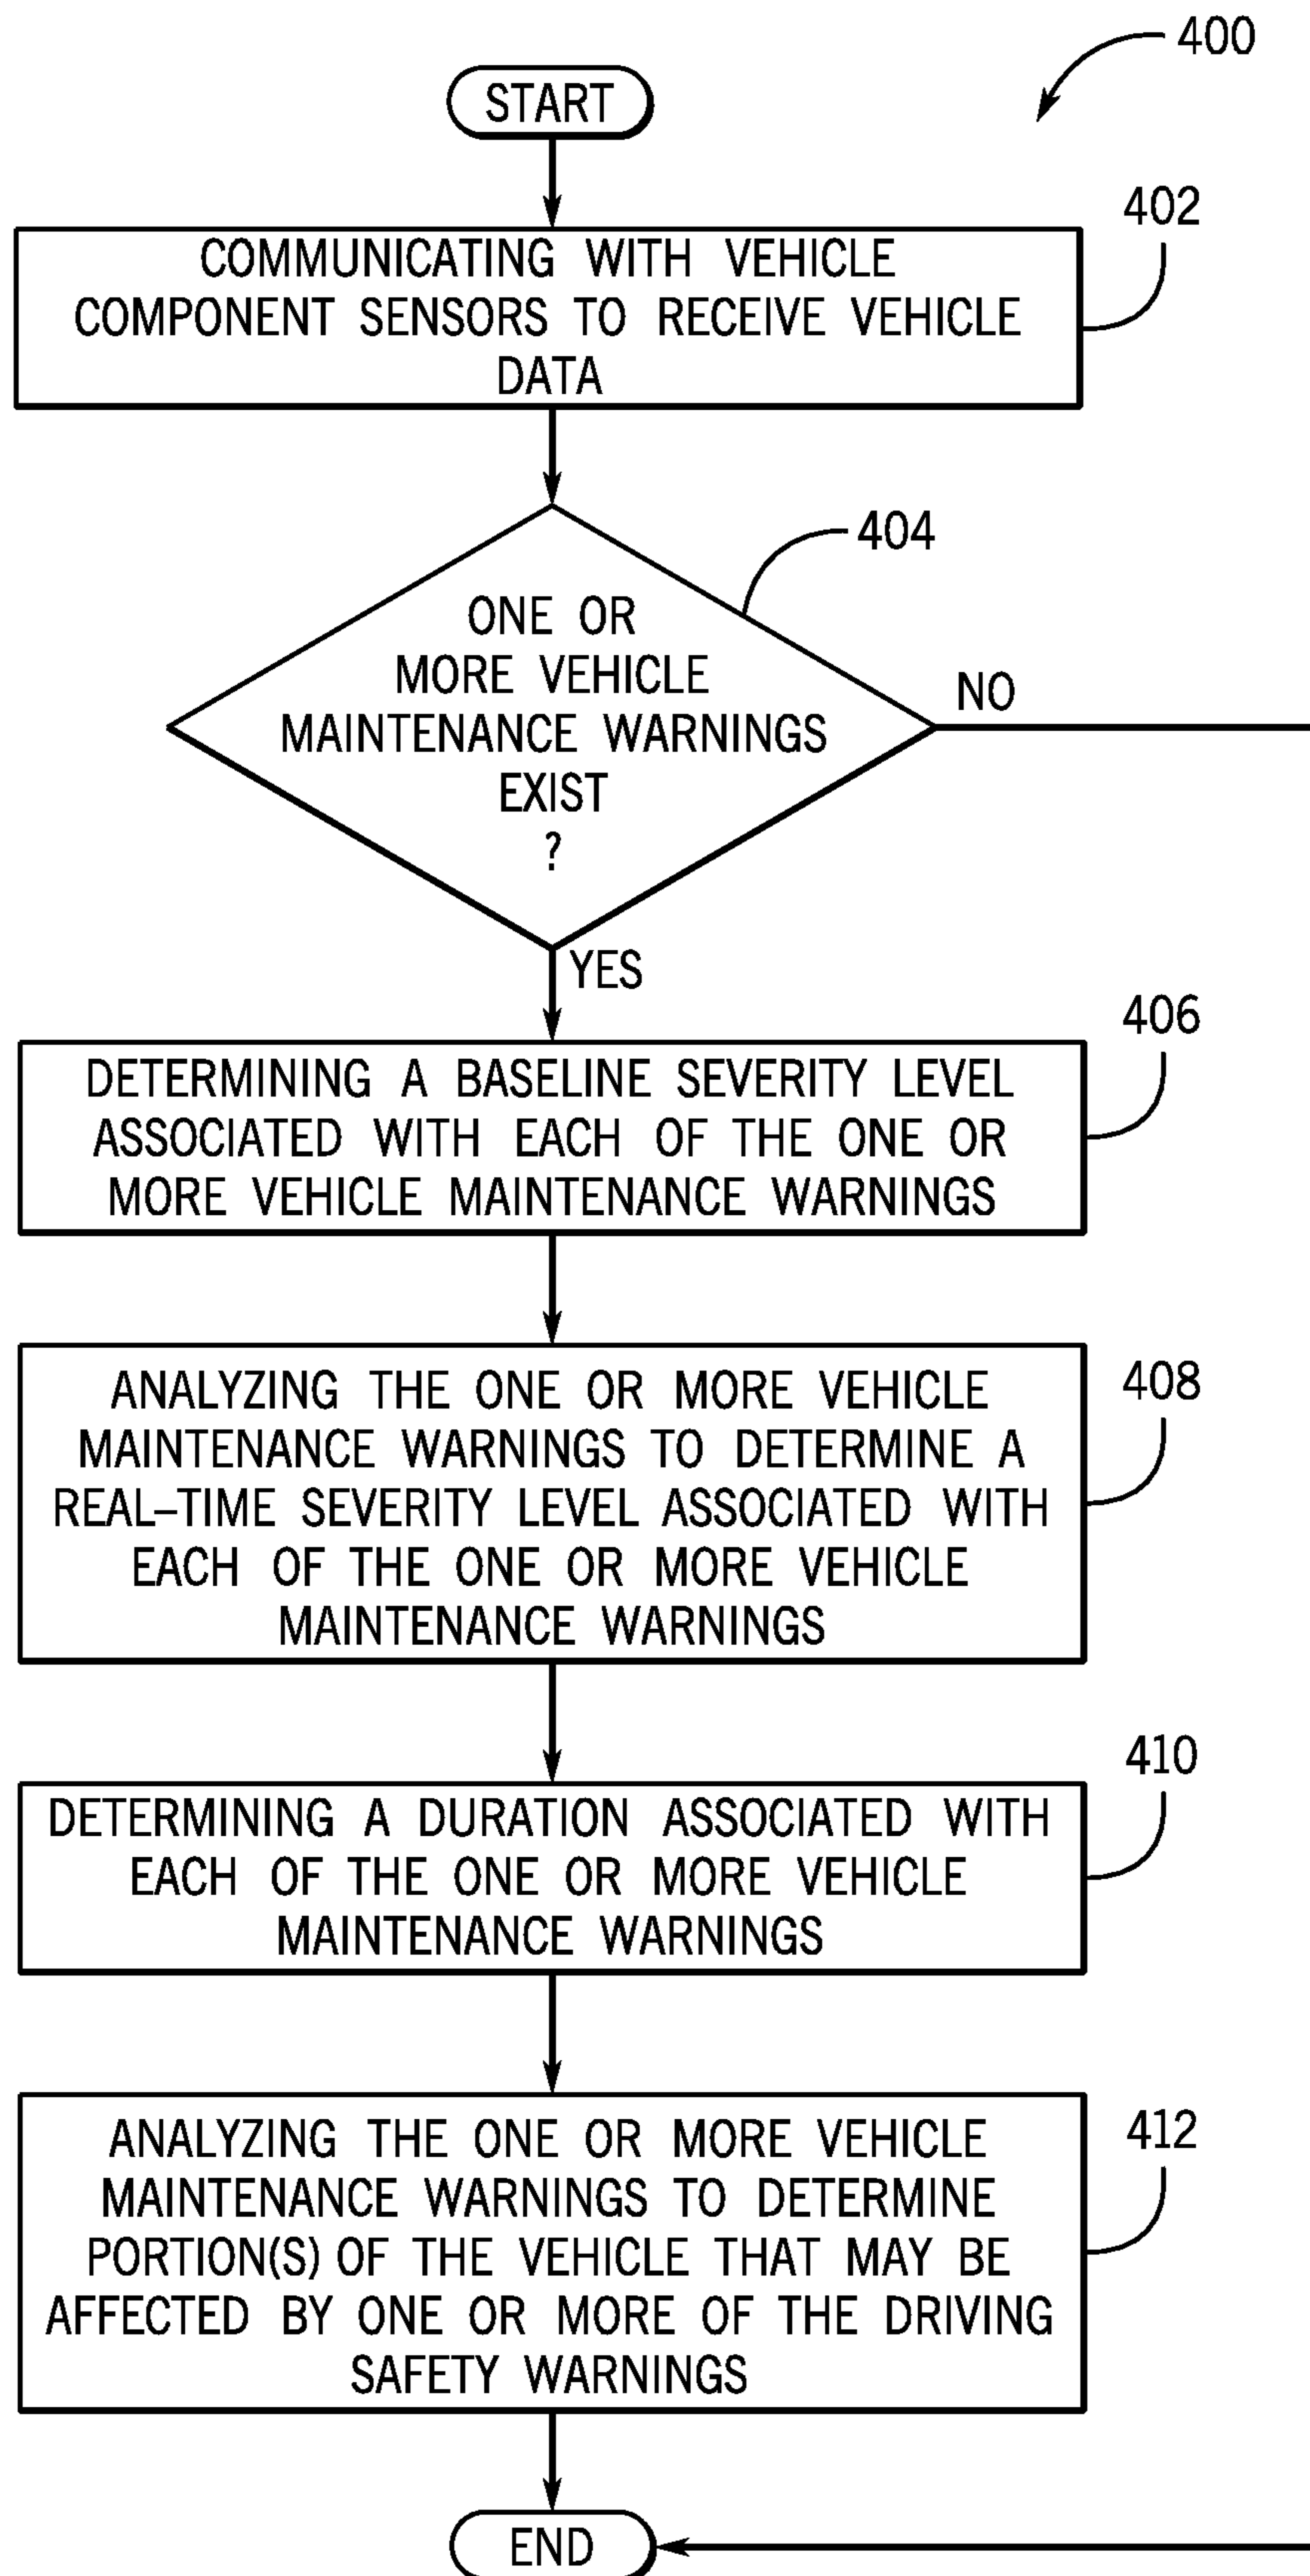 400
START
402
COMMUNICATING WITH VEHICLE
COMPONENT SENSORS TO RECEIVE VEHICLE
DATA
404
ONE OR
MORE VEHICLE
MAINTENANCE WARNINGS
EXIST
?
NO
YES
406
DETERMINING A BASELINE SEVERITY LEVEL
ASSOCIATED WITH EACH OF THE ONE OR
MORE VEHICLE MAINTENANCE WARNINGS
408
ANALYZING THE ONE OR MORE VEHICLE
MAINTENANCE WARNINGS TO DETERMINE A
REAL–TIME SEVERITY LEVEL ASSOCIATED WITH
EACH OF THE ONE OR MORE VEHICLE
MAINTENANCE WARNINGS
410
DETERMINING A DURATION ASSOCIATED WITH
EACH OF THE ONE OR MORE VEHICLE
MAINTENANCE WARNINGS
412
ANALYZING THE ONE OR MORE VEHICLE
MAINTENANCE WARNINGS TO DETERMINE
PORTION(S) OF THE VEHICLE THAT MAY BE
AFFECTED BY ONE OR MORE OF THE DRIVING
SAFETY WARNINGS
END